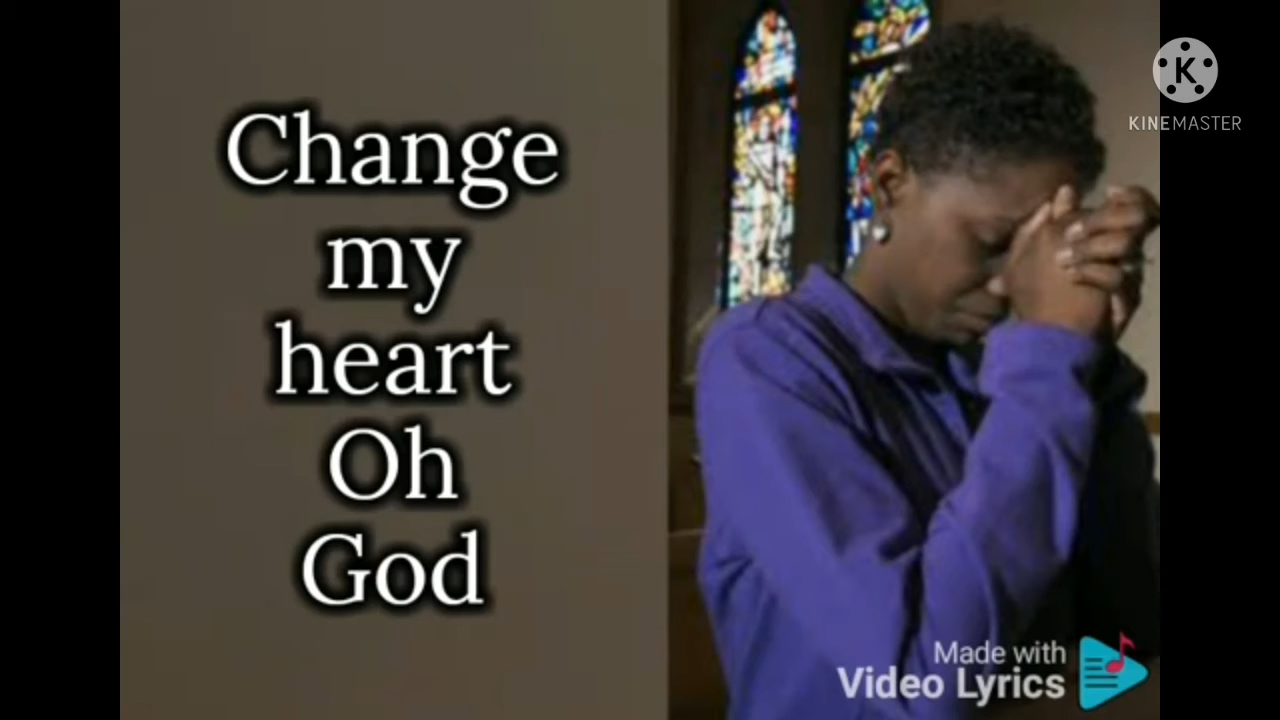 Change
my
heart
Oh
God
K
KINEMASTER
Made with
Video Lyrics